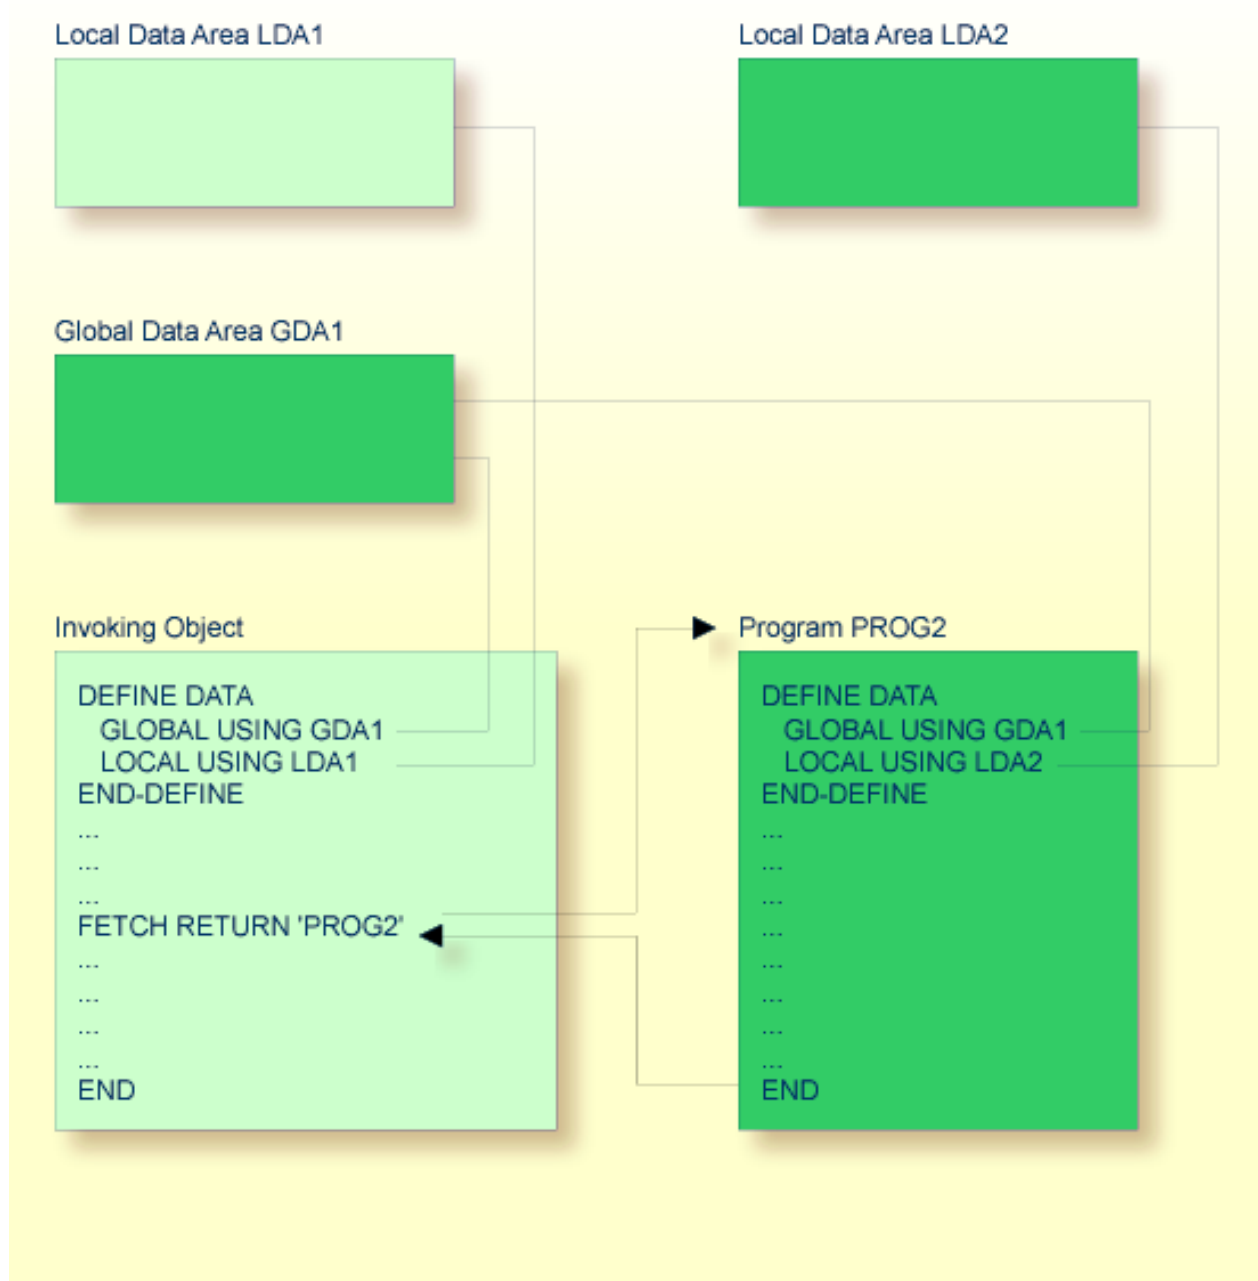 Local Data Area LDA1
Local Data Area LDA2
Global Data Area GDA1
Invoking Object
DEFINE DATA
GLOBAL USING GDA1
LOCAL USING LDA1
END-DEFINE
...
...
...
FETCH RETURN 'PROG2'
...
...
...
...
END
Program PROG2
DEFINE DATA
GLOBAL USING GDA1
LOCAL USING LDA2
END-DEFINE
...
...
...
...
...
...
...
...
END